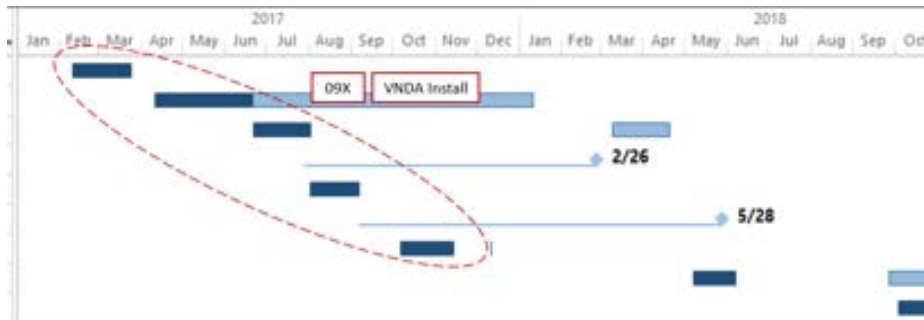 2017 2018
Jan Feb Mar Apr May Jun Jul Aug Sep Oct Nov Dec Jan Feb Mar Apr May Jun Jul Aug Sep Oct
09X VNDA Install
2/26
5/28